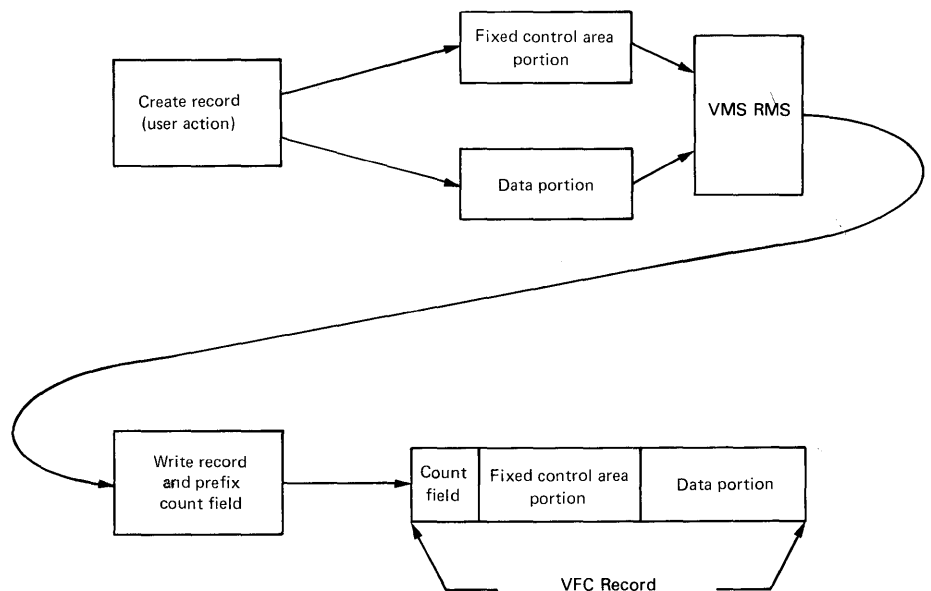 Create record
(user action)
Fixed control area
portion
Data portion
VMS RMS
Write record
and prefix
count field
Count
field
Fixed control area
portion
Data portion
VFC Record